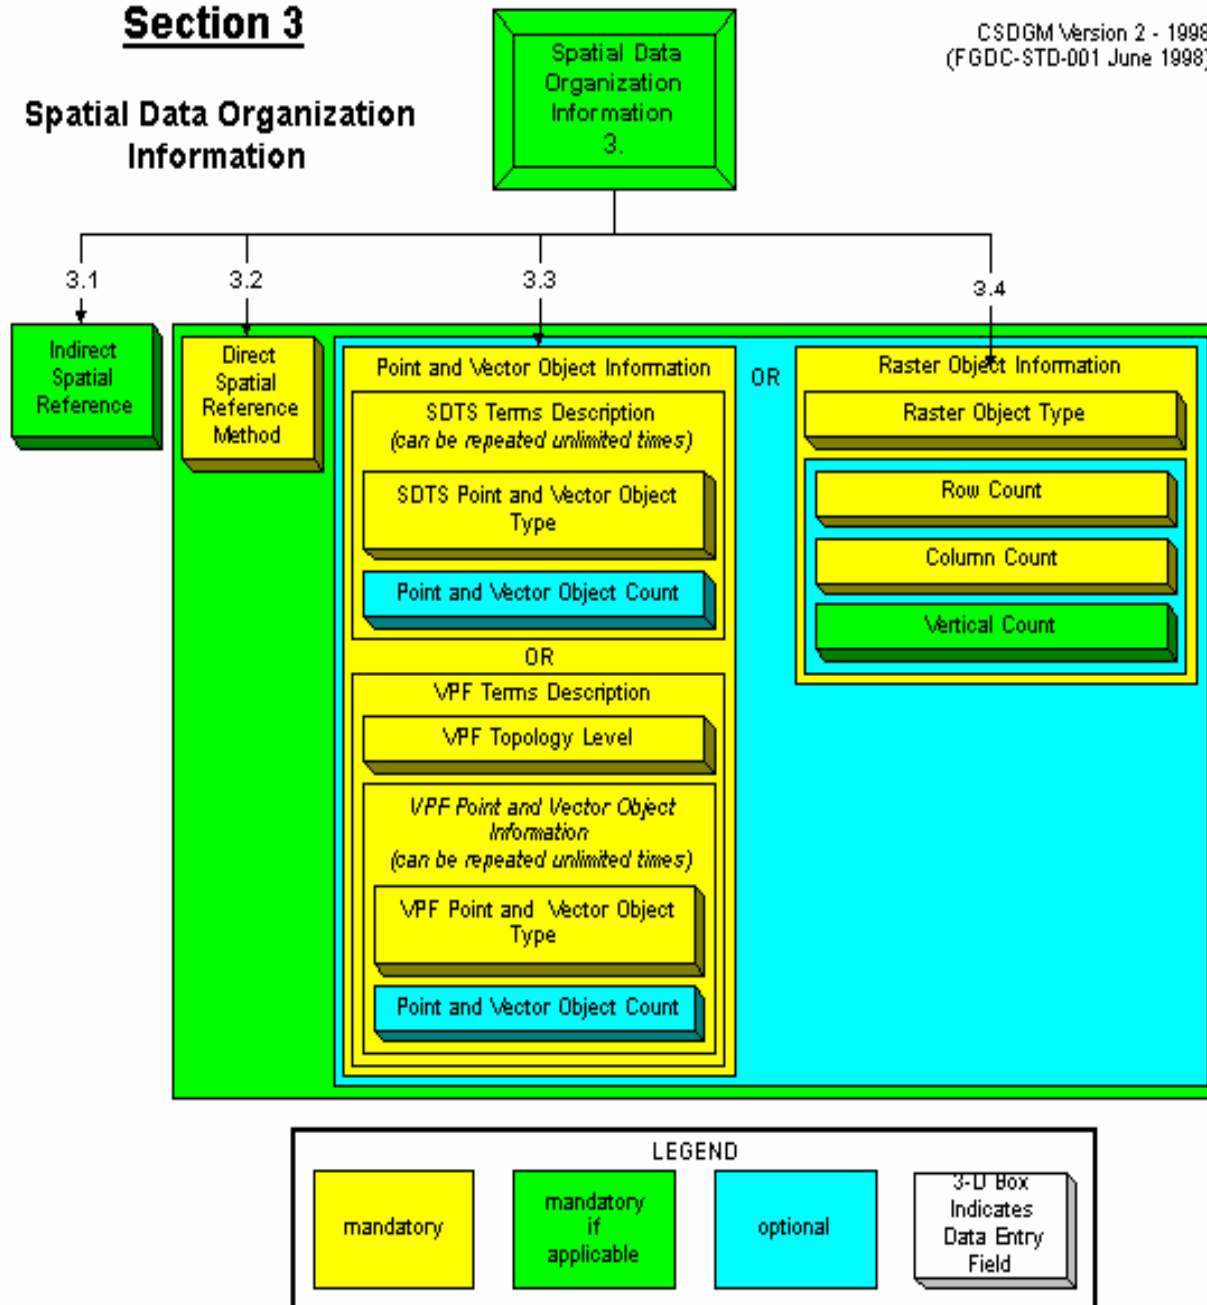 Section 3
Spatial Data Organization
Information
CSDGM Version 2 - 1998
(FGDC-STD-001 June 1998)
Spatial Data
Organization
Information
3.
3.1
3.2
3.3
3.4
Indirect
Spatial
Reference
Direct
Spatial
Reference
Method
Point and Vector Object Information
SDTS Terms Description
(can be repeated unlimited times)
SDTS Point and Vector Object
Type
Point and Vector Object Count
OR
VPF Terms Description
VPF Topology Level
VPF Point and Vector Object
Information
(can be repeated unlimited times)
VPF Point and Vector Object
Type
Point and Vector Object Count
OR
Raster Object Information
Raster Object Type
Row Count
Column Count
Vertical Count
LEGEND
mandatory
mandatory
if
applicable
optional
3-D Box
Indicates
Data Entry
Field